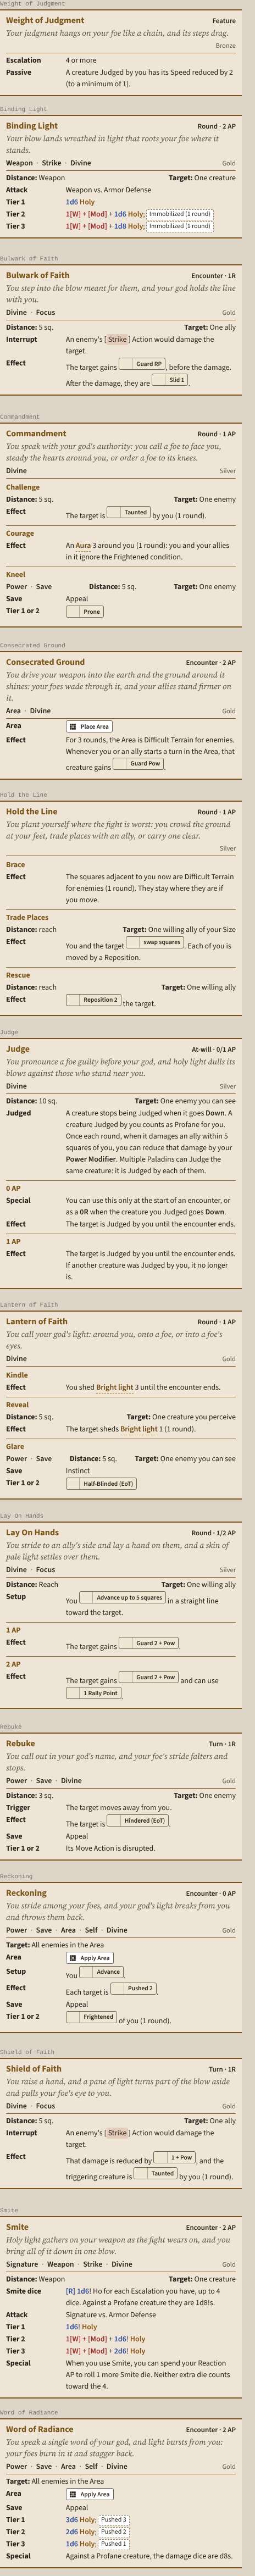 Weight of Judgment
Weight of Judgment Feature
Your judgment hangs on your foe like a chain, and its steps drag.
Bronze
Escalation 4 or more
Passive A creature Judged by you has its Speed reduced by 2
(to a minimum of 1).
Binding Light
Binding Light Round · 2 AP
Your blow lands wreathed in light that roots your foe where it
stands.
Weapon · Strike · Divine Gold
Distance: Weapon Target: One creature
Attack Weapon vs. Armor Defense
Tier 1 1d6 Holy
Tier 2 1[W] + [Mod] + 1d6 Holy; Immobilized (1 round)
Tier 3 1[W] + [Mod] + 1d8 Holy; Immobilized (1 round)
Bulwark of Faith
Bulwark of Faith Encounter · 1R
You step into the blow meant for them, and your god holds the line
with you.
Divine · Focus Gold
Distance: 5 sq. Target: One ally
Interrupt An enemy's [Strike] Action would damage the
target.
Effect The target gains Guard RP, before the damage.
After the damage, they are Slid 1.
Commandment
Commandment Round · 1 AP
You speak with your god's authority: you call a foe to face you,
steady the hearts around you, or order a foe to its knees.
Divine Silver
Challenge
Distance: 5 sq. Target: One enemy
Effect The target is Taunted by you (1 round).
Courage
Effect An Aura 3 around you (1 round): you and your allies
in it ignore the Frightened condition.
Kneel
Power · Save Distance: 5 sq. Target: One enemy
Save Appeal
Tier 1 or 2 Prone
Consecrated Ground
Consecrated Ground Encounter · 2 AP
You drive your weapon into the earth and the ground around it
shines: your foes wade through it, and your allies stand firmer on
it.
Area · Divine Gold
Area Place Area
Effect For 3 rounds, the Area is Difficult Terrain for enemies.
Whenever you or an ally starts a turn in the Area, that
creature gains Guard Pow.
Hold the Line
Hold the Line Round · 1 AP
You plant yourself where the fight is worst: you crowd the ground
at your feet, trade places with an ally, or carry one clear.
Silver
Brace
Effect The squares adjacent to you now are Difficult Terrain
for enemies (1 round). They stay where they are if
you move.
Trade Places
Distance: reach Target: One willing ally of your Size
Effect You and the target swap squares. Each of you is
moved by a Reposition.
Rescue
Distance: reach Target: One willing ally
Effect Reposition 2 the target.
Judge
Judge At-will · 0/1 AP
You pronounce a foe guilty before your god, and holy light dulls its
blows against those who stand near you.
Divine Silver
Distance: 10 sq. Target: One enemy you can see
Judged A creature stops being Judged when it goes Down. A
creature Judged by you counts as Profane for you.
Once each round, when it damages an ally within 5
squares of you, you can reduce that damage by your
Power Modifier. Multiple Paladins can Judge the
same creature: it is Judged by each of them.
0 AP
Special You can use this only at the start of an encounter, or
as a 0R when the creature you Judged goes Down.
Effect The target is Judged by you until the encounter ends.
1 AP
Effect The target is Judged by you until the encounter ends.
If another creature was Judged by you, it no longer
is.
Lantern of Faith
Lantern of Faith Round · 1 AP
You call your god's light: around you, onto a foe, or into a foe's
eyes.
Divine Gold
Kindle
Effect You shed Bright light 3 until the encounter ends.
Reveal
Distance: 5 sq. Target: One creature you perceive
Effect The target sheds Bright light 1 (1 round).
Glare
Power · Save Distance: 5 sq. Target: One enemy you can see
Save Instinct
Tier 1 or 2 Half-Blinded (EoT)
Lay On Hands
Lay On Hands Round · 1/2 AP
You stride to an ally's side and lay a hand on them, and a skin of
pale light settles over them.
Divine · Focus Silver
Distance: Reach Target: One willing ally
Setup You Advance up to 5 squares in a straight line
toward the target.
1 AP
Effect The target gains Guard 2 + Pow.
2 AP
Effect The target gains Guard 2 + Pow and can use
1 Rally Point.
Rebuke
Rebuke Turn · 1R
You call out in your god's name, and your foe's stride falters and
stops.
Power · Save · Divine Gold
Distance: 3 sq. Target: One enemy
Trigger The target moves away from you.
Effect The target is Hindered (EoT).
Save Appeal
Tier 1 or 2 Its Move Action is disrupted.
Reckoning
Reckoning Encounter · 0 AP
You stride among your foes, and your god's light breaks from you
and throws them back.
Power · Save · Area · Self · Divine Gold
Target: All enemies in the Area
Area Apply Area
Setup You Advance.
Effect Each target is Pushed 2.
Save Appeal
Tier 1 or 2 Frightened of you (1 round).
Shield of Faith
Shield of Faith Turn · 1R
You raise a hand, and a pane of light turns part of the blow aside
and pulls your foe's eye to you.
Divine · Focus Gold
Distance: 5 sq. Target: One ally
Interrupt An enemy's [Strike] Action would damage the
target.
Effect That damage is reduced by 1 + Pow, and the
triggering creature is Taunted by you (1 round).
Smite
Smite Encounter · 2 AP
Holy light gathers on your weapon as the fight wears on, and you
bring all of it down in one blow.
Signature · Weapon · Strike · Divine Gold
Distance: Weapon Target: One creature
Smite dice [R] 1d6! Ho for each Escalation you have, up to 4
dice. Against a Profane creature they are 1d8!s.
Attack Signature vs. Armor Defense
Tier 1 1d6! Holy
Tier 2 1[W] + [Mod] + 1d6! Holy
Tier 3 1[W] + [Mod] + 2d6! Holy
Special When you use Smite, you can spend your Reaction
AP to roll 1 more Smite die. Neither extra die counts
toward the 4.
Word of Radiance
Word of Radiance Encounter · 2 AP
You speak a single word of your god, and light bursts from you:
your foes burn in it and stagger back.
Power · Save · Area · Self · Divine Gold
Target: All enemies in the Area
Area Apply Area
Save Appeal
Tier 1 3d6 Holy; Pushed 3
Tier 2 2d6 Holy; Pushed 2
Tier 3 1d6 Holy; Pushed 1
Special Against a Profane creature, the damage dice are d8s.